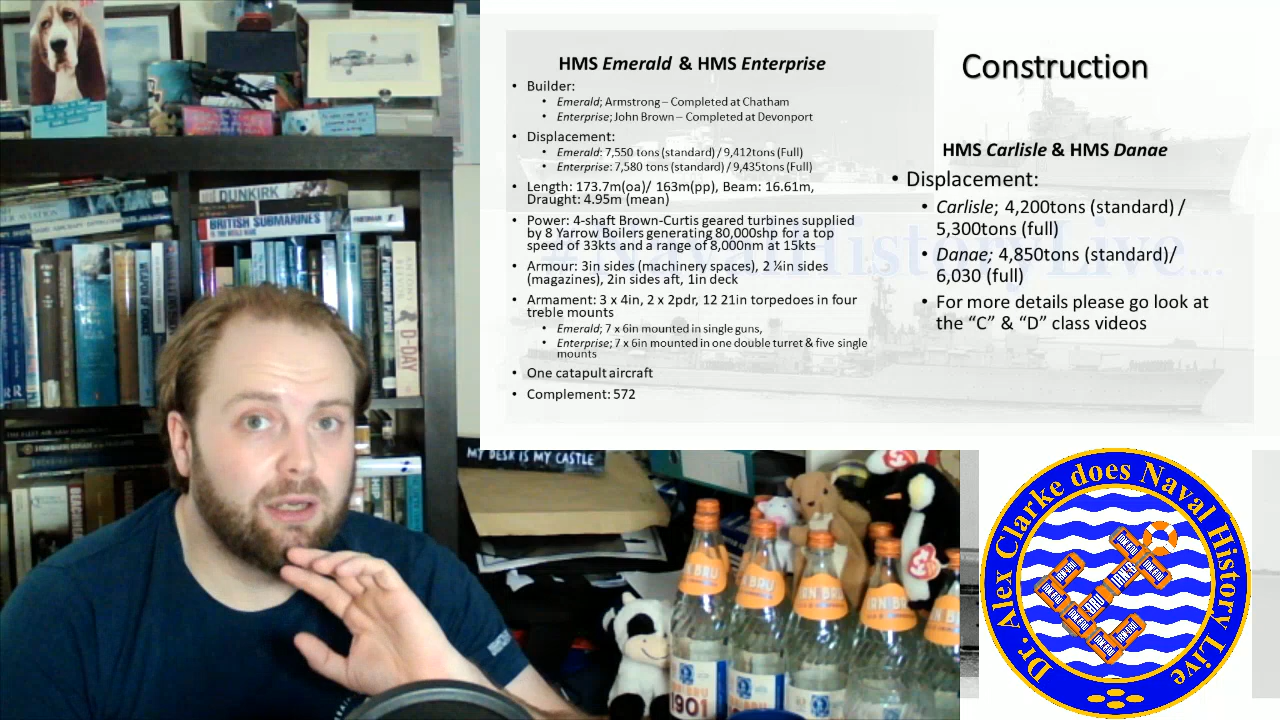 HMS Emerald & HMS Enterprise
• Builder:
• Emerald; Armstrong – Completed at Chatham
• Enterprise; John Brown – Completed at Devonport
• Displacement:
• Emerald: 7,550 tons (standard) / 9,412tons (Full)
• Enterprise: 7,580 tons (standard) / 9,435tons (Full)
• Length: 173.7m(oa)/ 163m(pp), Beam: 16.61m,
Draught: 4.95m (mean)
• Power: 4-shaft Brown-Curtis geared turbines supplied
by 8 Yarrow Boilers generating 80,000shp for a top
speed of 33kts and a range of 8,000nm at 15kts
• Armour: 3in sides (machinery spaces), 2 ¼in sides
(magazines), 2in sides aft, 1in deck
• Armament: 3 x 4in, 2 x 2pdr, 12 21in torpedoes in four
treble mounts
• Emerald; 7 x 6in mounted in single guns,
• Enterprise; 7 x 6in mounted in one double turret & five single
mounts
• One catapult aircraft
• Complement: 572
Construction
HMS Carlisle & HMS Danae
• Displacement:
• Carlisle; 4,200tons (standard) /
5,300tons (full)
• Danae; 4,850tons (standard)/
6,030 (full)
• For more details please go look at
the “C” & “D” class videos
History Live...
DUNKIRK
BRITISH SUBMARINES
FRIEDMAN
D-DAY
MY DESK IS MY CASTLE
IRN-BRU
1901
Dr. Alex Clarke does Naval History Live